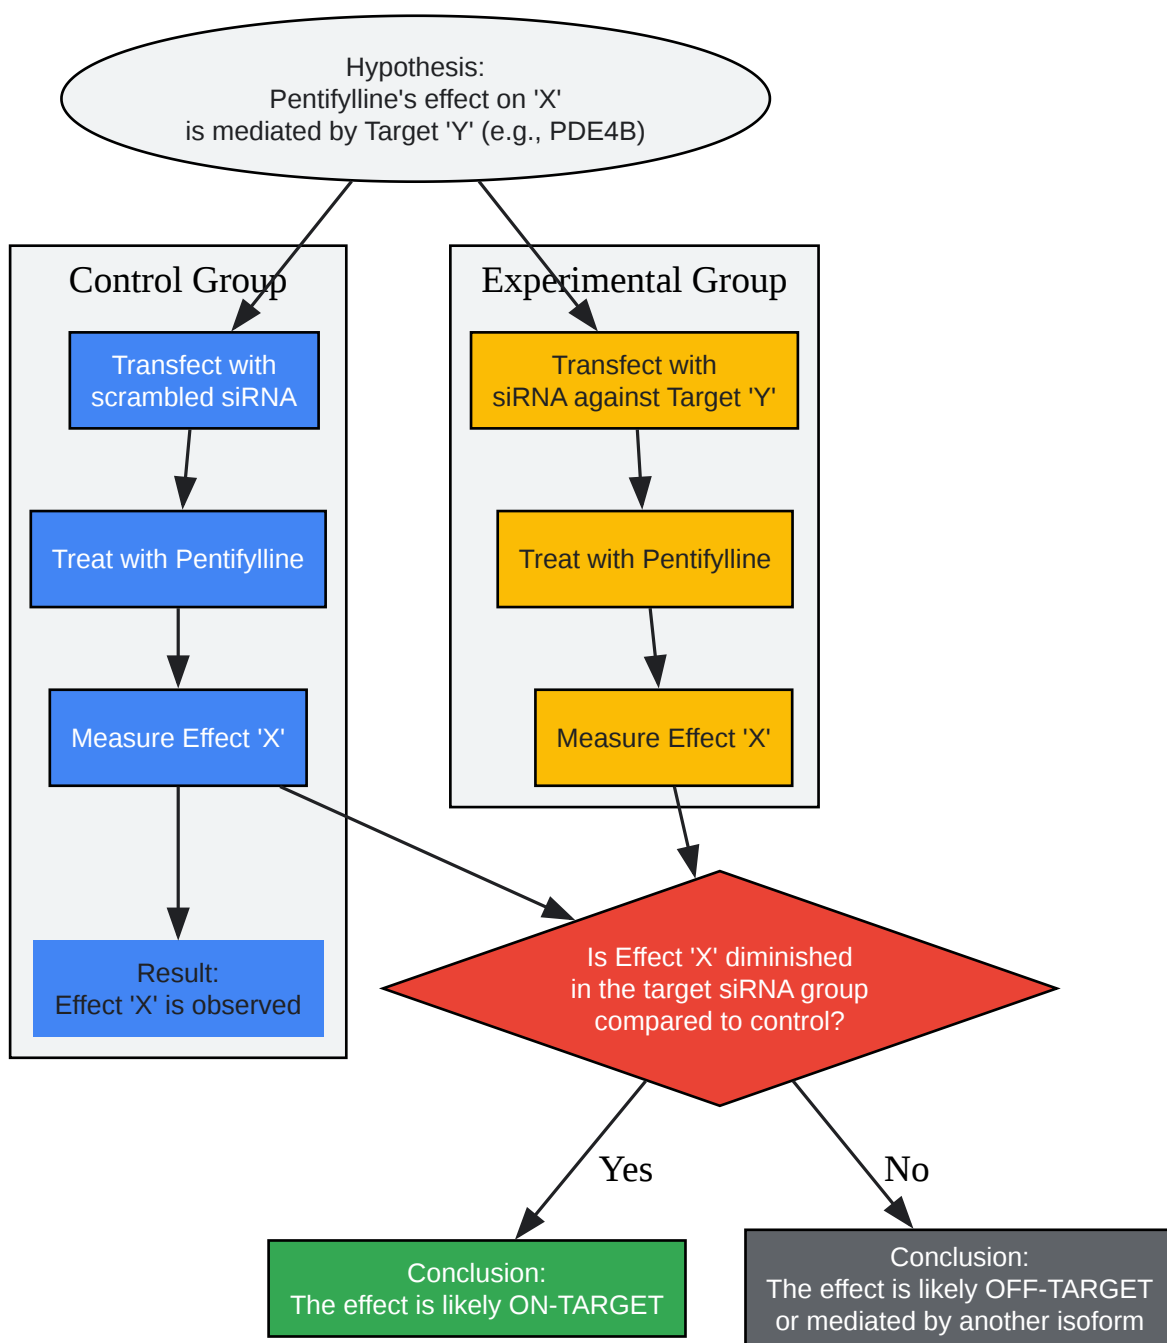 Hypothesis:
Pentifylline's effect on 'X'
is mediated by Target 'Y' (e.g., PDE4B)
Control Group
Transfect with
scrambled siRNA
Treat with Pentifylline
Measure Effect 'X'
Result:
Effect 'X' is observed
Experimental Group
Transfect with
siRNA against Target 'Y'
Treat with Pentifylline
Measure Effect 'X'
Is Effect 'X' diminished
in the target siRNA group
compared to control?
Yes
No
Conclusion:
The effect is likely ON-TARGET
Conclusion:
The effect is likely OFF-TARGET
or mediated by another isoform